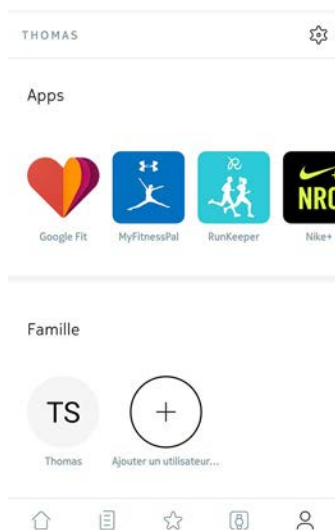 THOMAS
Apps
NRC
Google Fit MyFitnessPal RunKeeper Nike+
Famille
TS
Thomas Ajouter un utilisateur...